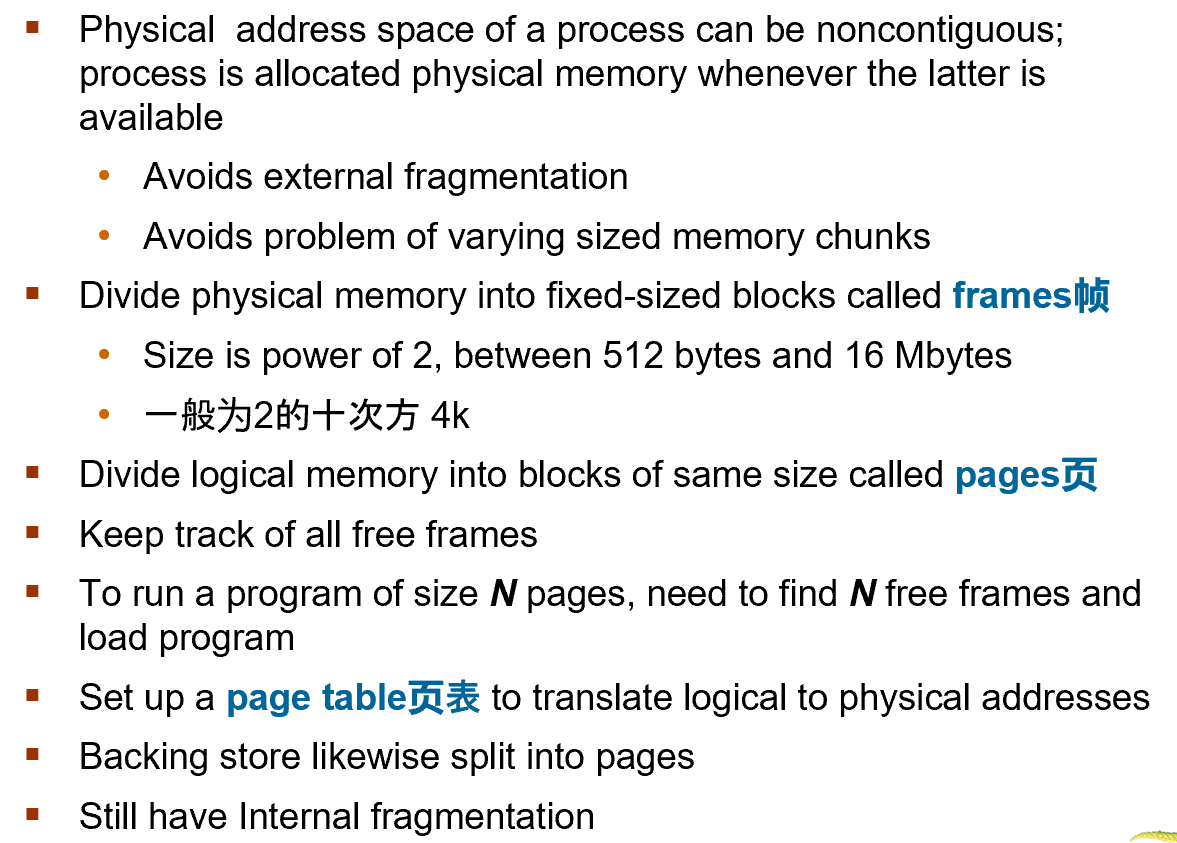 Physical address space of a process can be noncontiguous;
process is allocated physical memory whenever the latter is
available
Avoids external fragmentation
Avoids problem of varying sized memory chunks
Divide physical memory into fixed-sized blocks called frames帧
Size is power of 2, between 512 bytes and 16 Mbytes
一般为2的十次方 4k
Divide logical memory into blocks of same size called pages页
Keep track of all free frames
To run a program of size N pages, need to find N free frames and
load program
Set up a page table页表 to translate logical to physical addresses
Backing store likewise split into pages
Still have Internal fragmentation